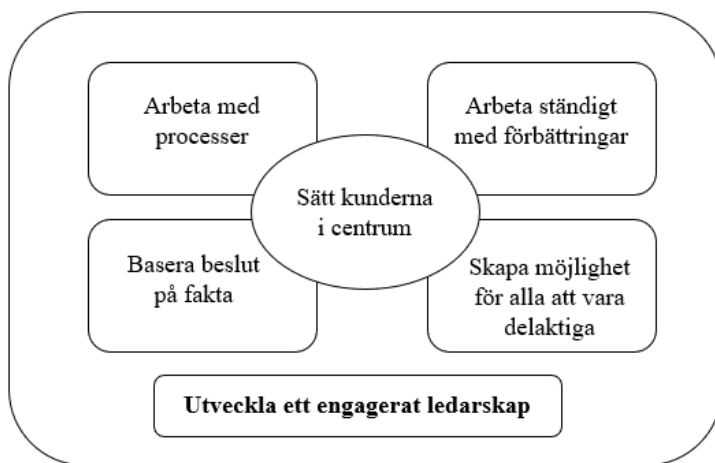 Arbeta med
processer
Arbeta ständigt
med förbättringar
Sätt kunderna
i centrum
Basera beslut
på fakta
Skapa möjlighet
för alla att vara
delaktiga
Utveckla ett engagerat ledarskap